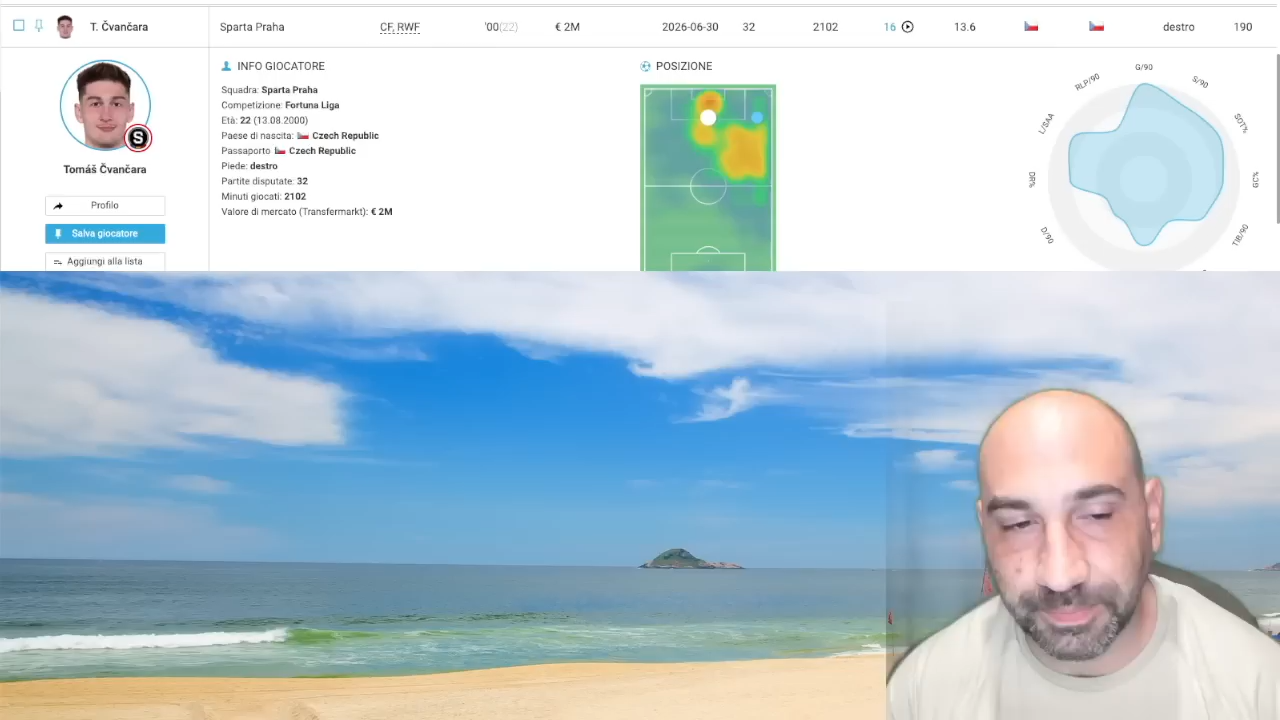 T. Čvančara Sparta Praha CF, RWF '00(22) € 2M 2026-06-30 32 2102 16 13.6 destro 190
INFO GIOCATORE
Squadra: Sparta Praha
Competizione: Fortuna Liga
Età: 22 (13.08.2000)
Paese di nascita: Czech Republic
Passaporto Czech Republic
Piede: destro
Partite disputate: 32
Minuti giocati: 2102
Valore di mercato (Transfermarkt): € 2M
S
Tomáš Čvančara
Profilo
Salva giocatore
Aggiungi alla lista
POSIZIONE
G/90
S/90
SOT%
GC%
TIB/90
D/90
DR%
L/SAA
RLP/90